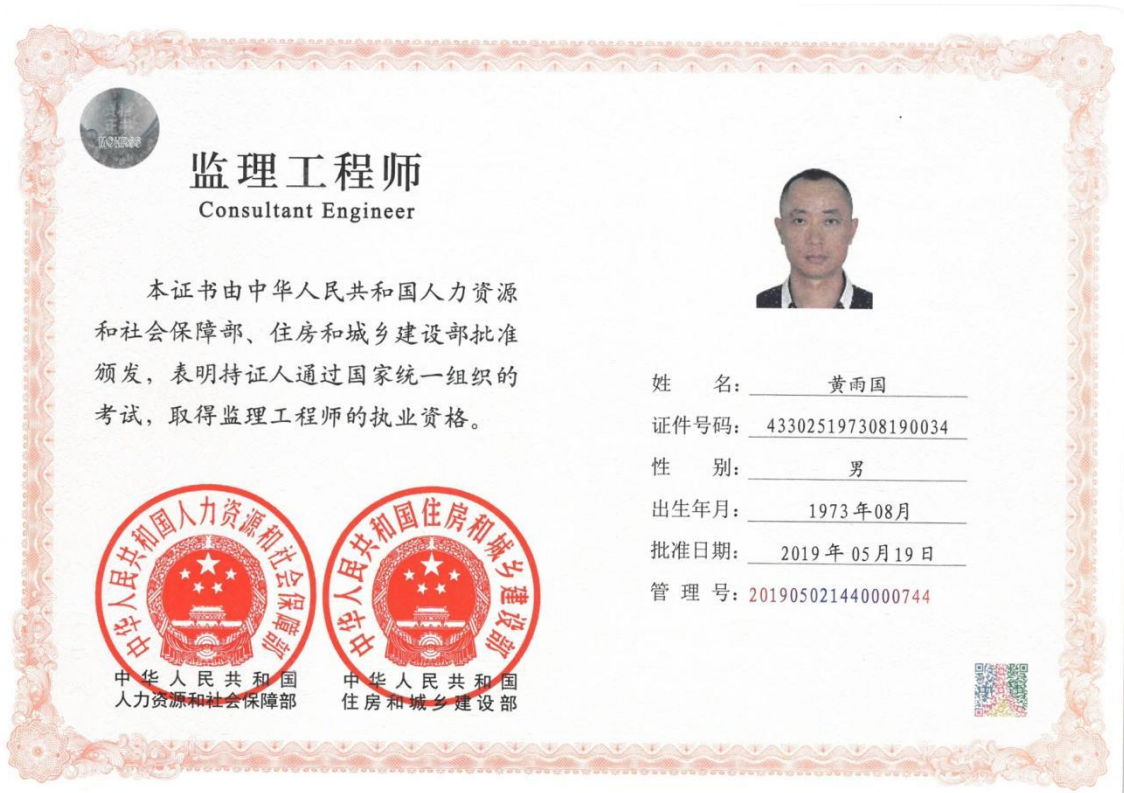 监理工程师
Consultant Engineer
本证书由中华人民共和国人力资源
和社会保障部、住房和城乡建设部批准
颁发，表明持证人通过国家统一组织的
考试，取得监理工程师的执业资格。
中华人民共和国人力资源和社会保障部
中华人民共和国
人力资源和社会保障部
中华人民共和国住房和城乡建设部
中华人民共和国
住房和城乡建设部
姓 名： 黄雨国
证件号码： 433025197308190034
性 别： 男
出生年月： 1973年08月
批准日期： 2019年05月19日
管 理 号：201905021440000744